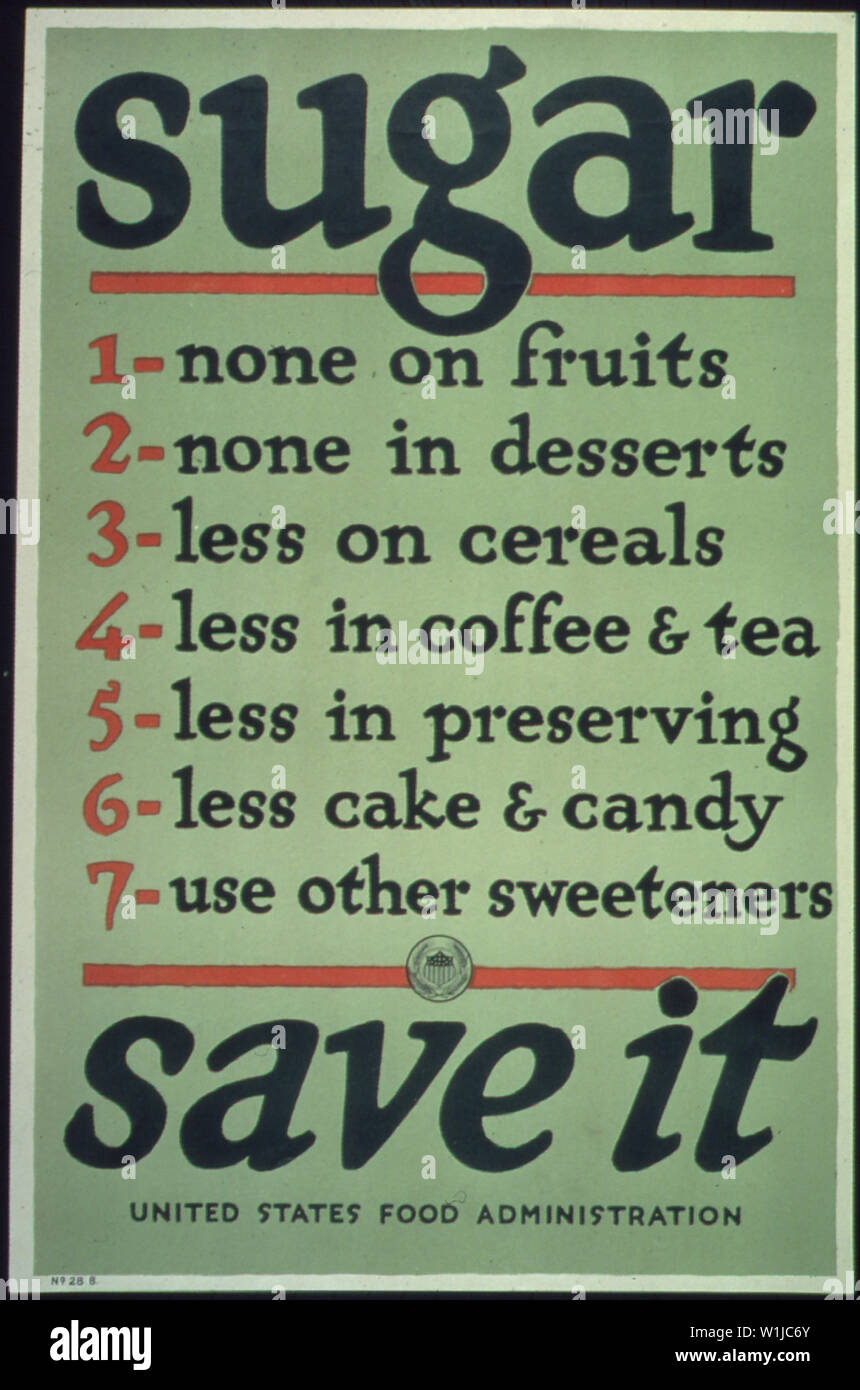 sugar
1-none on fruits
2-none in desserts
3-less on cereals
4-less in coffee & tea
5-less in preserving
6-less cake & candy
7-use other sweeteners
save it
UNITED STATES FOOD ADMINISTRATION
Nº 28 B.
alamy
Image ID: W1JC6Y
www.alamy.com